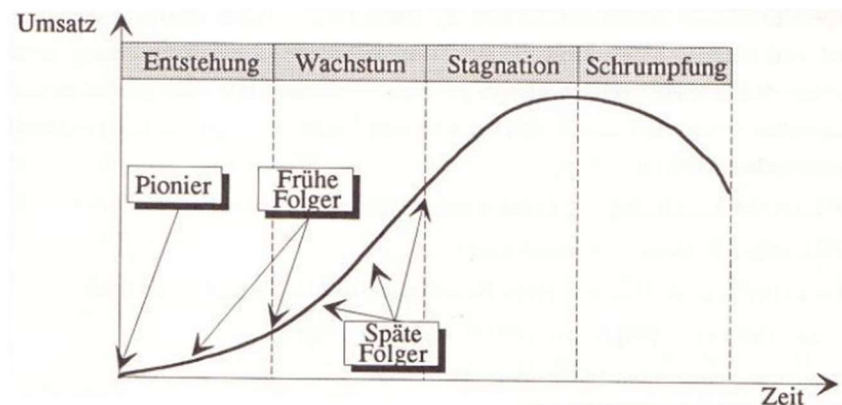 Umsatz
Entstehung Wachstum Stagnation Schrumpfung
Pionier
Frühe
Folger
Späte
Folger
Zeit